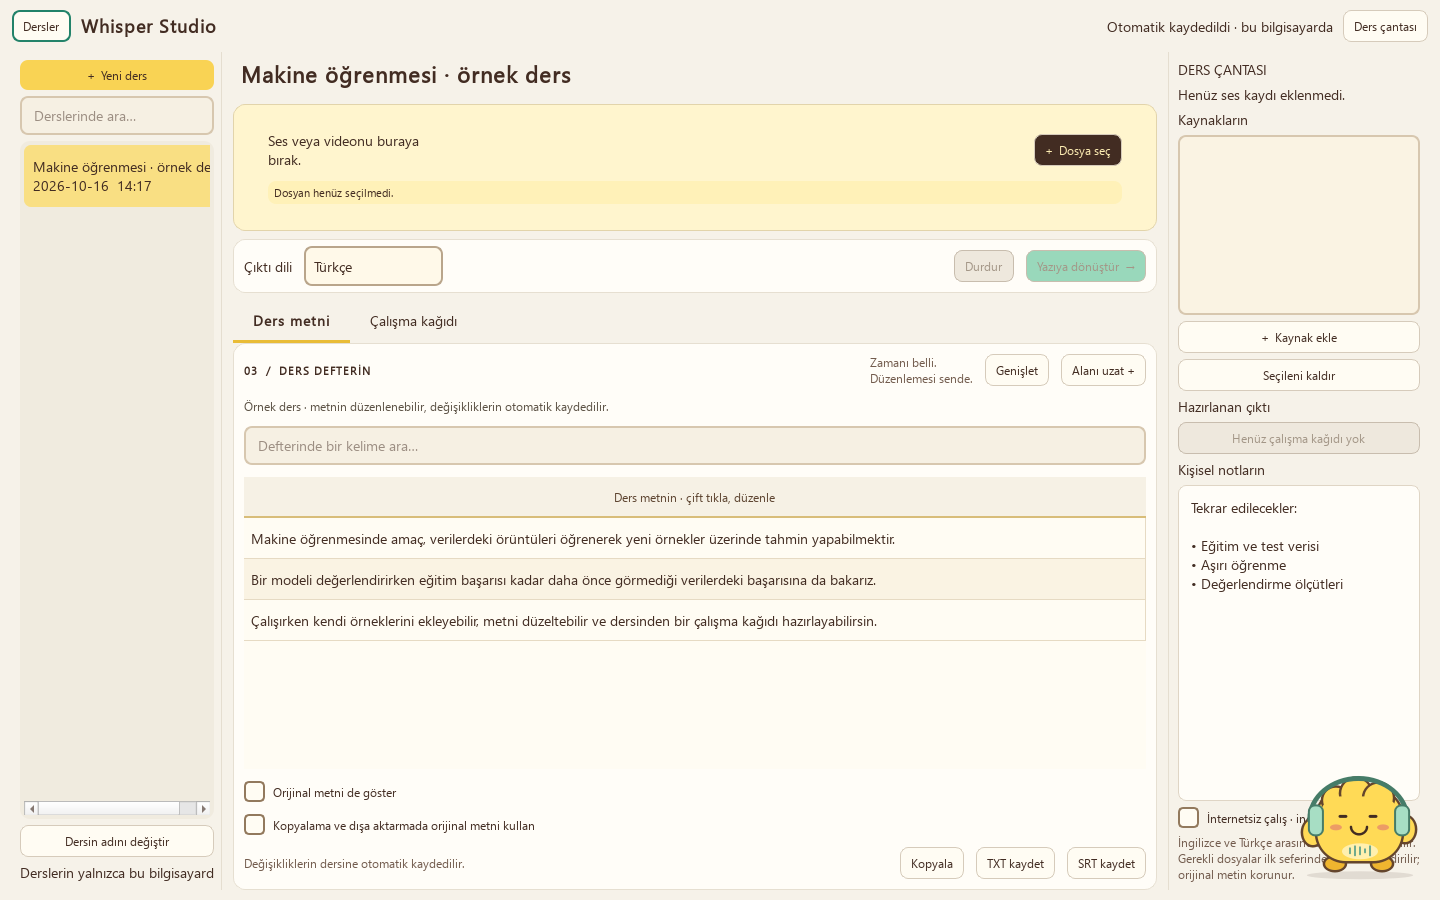 Dersler
Whisper Studio
Otomatik kaydedildi · bu bilgisayarda
Ders çantası
+ Yeni ders
Derslerinde ara...
Makine öğrenmesi · örnek de
2026-10-16 14:17
Dersin adını değiştir
Derslerin yalnızca bu bilgisayard
Makine öğrenmesi · örnek ders
Ses veya videonu buraya
bırak.
+ Dosya seç
Dosyan henüz seçilmedi.
Çıktı dili
Türkçe
Durdur
Yazıya dönüştür →
Ders metni
Çalışma kağıdı
03 / DERS DEFTERİN
Zamanı belli.
Düzenlemesi sende.
Genişlet
Alanı uzat +
Örnek ders · metnin düzenlenebilir, değişikliklerin otomatik kaydedilir.
Defterinde bir kelime ara...
Ders metnin · çift tıkla, düzenle
Makine öğrenmesinde amaç, verilerdeki örüntüleri öğrenerek yeni örnekler üzerinde tahmin yapabilmektir.
Bir modeli değerlendirirken eğitim başarısı kadar daha önce görmediği verilerdeki başarısına da bakarız.
Çalışırken kendi örneklerini ekleyebilir, metni düzeltebilir ve dersinden bir çalışma kağıdı hazırlayabilirsin.
Orijinal metni de göster
Kopyalama ve dışa aktarmada orijinal metni kullan
Değişikliklerin dersine otomatik kaydedilir.
Kopyala
TXT kaydet
SRT kaydet
DERS ÇANTASI
Henüz ses kaydı eklenmedi.
Kaynakların
+ Kaynak ekle
Seçileni kaldır
Hazırlanan çıktı
Henüz çalışma kağıdı yok
Kişisel notların
Tekrar edilecekler:
• Eğitim ve test verisi
• Aşırı öğrenme
• Değerlendirme ölçütleri
İnternetsiz çalış · in
İngilizce ve Türkçe
Gerekli dosyalar ilk seferinde
orijinal metin korunur.